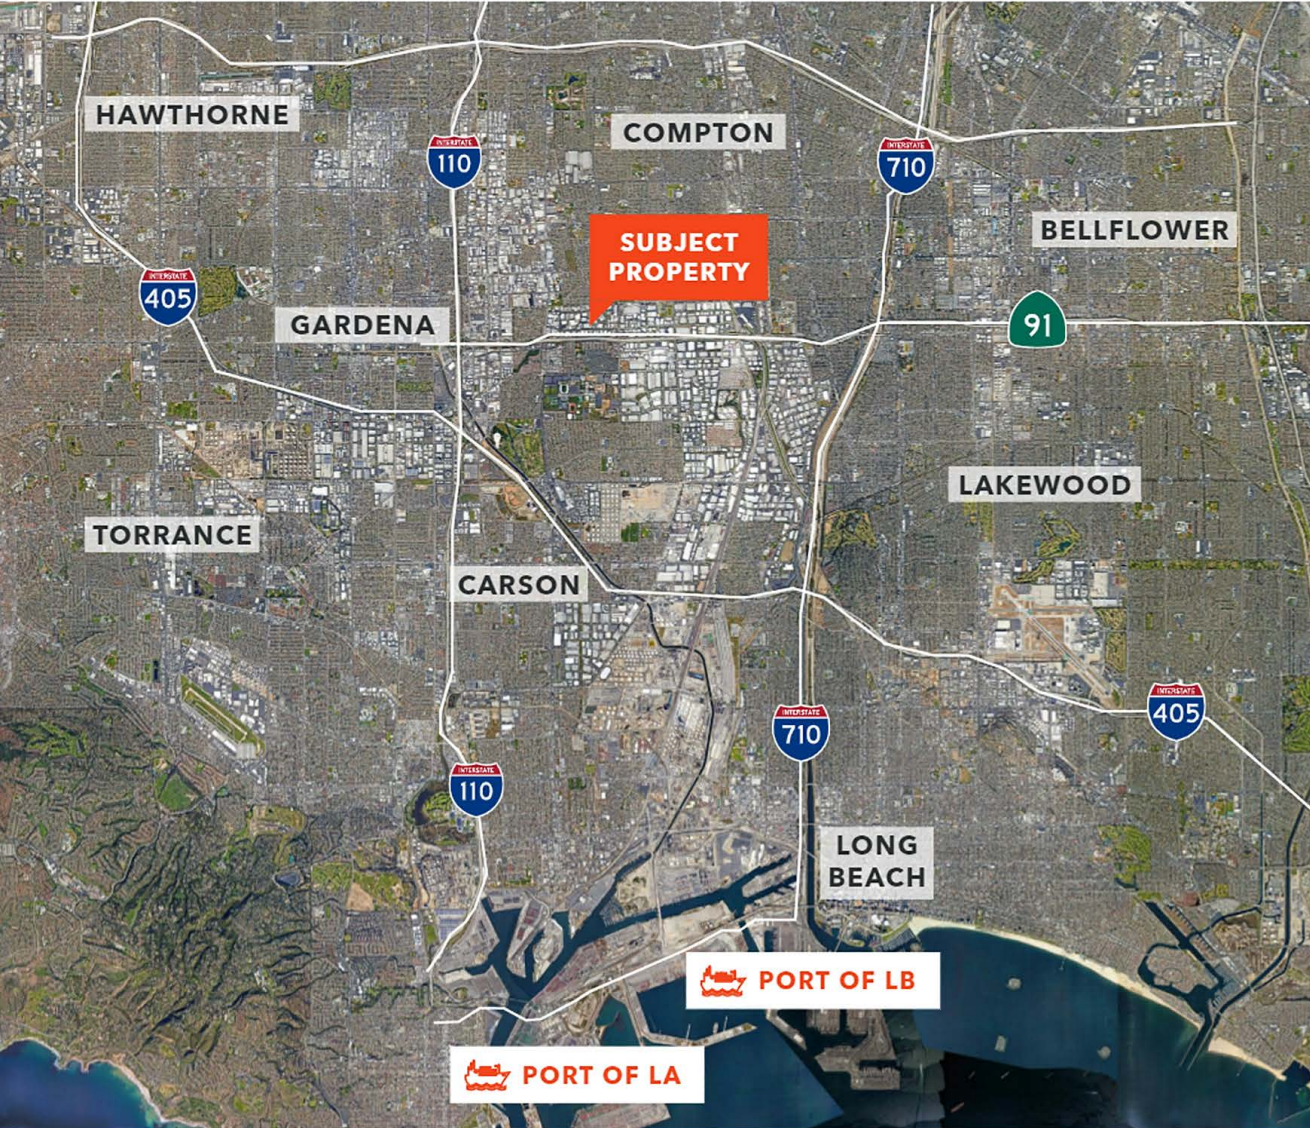 HAWTHORNE
COMPTON
INTERSTATE
110
INTERSTATE
710
SUBJECT
PROPERTY
BELLFLOWER
INTERSTATE
405
GARDENA
91
LAKEWOOD
TORRANCE
CARSON
INTERSTATE
405
INTERSTATE
710
INTERSTATE
110
LONG
BEACH
PORT OF LB
PORT OF LA